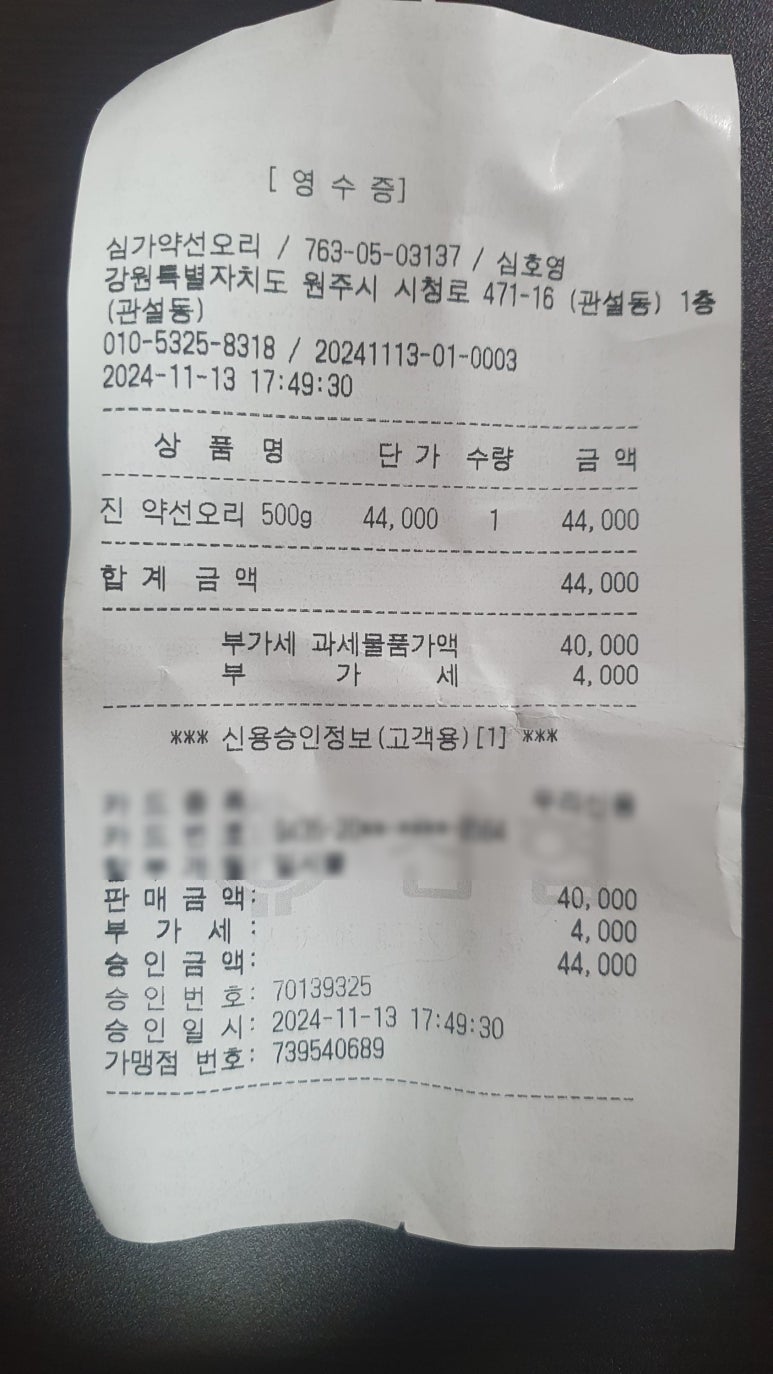 [ 영 수 증]
심가약선오리 / 763-05-03137 / 심호영
강원특별자치도 원주시 시청로 471-16 (관설동) 1층
(관설동)
010-5325-8318 / 20241113-01-0003
2024-11-13 17:49:30
상 품 명 단 가 수량 금 액
진 약선오리 500g 44,000 1 44,000
합 계 금 액 44,000
부가세 과세물품가액 40,000
부 가 세 4,000
*** 신용승인정보(고객용)[1] ***
판 매 금 액: 40,000
부 가 세 : 4,000
승 인 금 액: 44,000
승 인 번 호: 70139325
승 인 일 시: 2024-11-13 17:49:30
가맹점 번호: 739540689